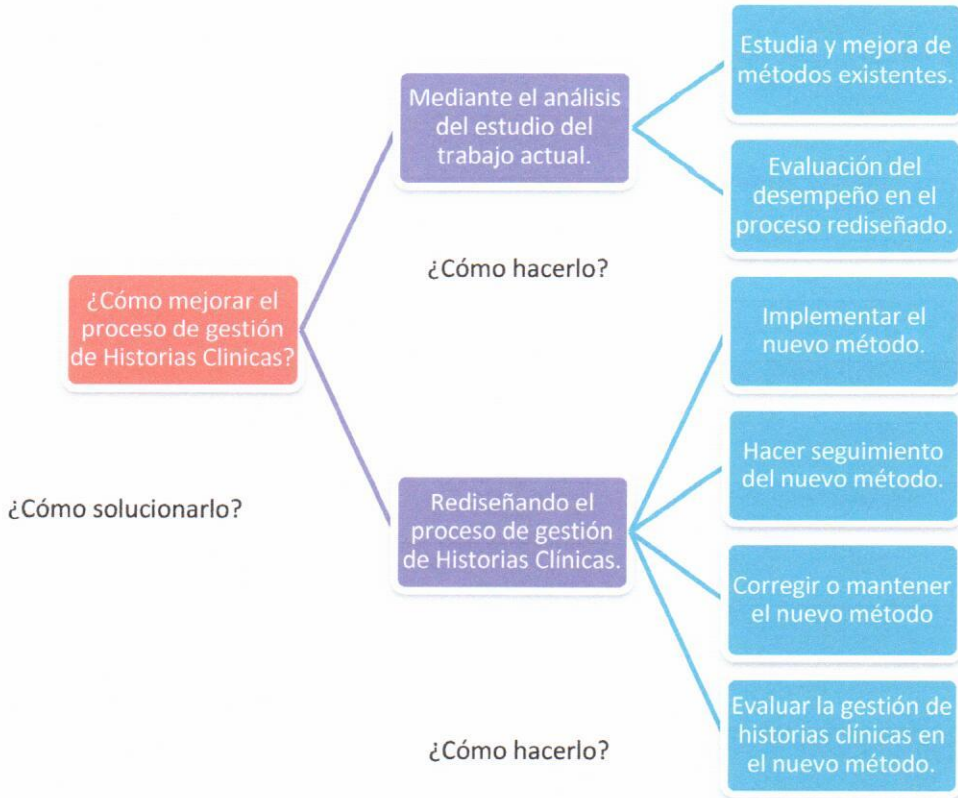 Estudia y mejora de
métodos existentes.
Mediante el análisis
del estudio del
trabajo actual.
Evaluación del
desempeño en el
proceso rediseñado.
¿Cómo hacerlo?
¿Cómo mejorar el
proceso de gestión
de Historias Clinicas?
Implementar el
nuevo método.
Hacer seguimiento
del nuevo método.
¿Cómo solucionarlo?
Rediseñando el
proceso de gestión
de Historias Clínicas.
Corregir o mantener
el nuevo método
Evaluar la gestión de
historias clínicas en
el nuevo método.
¿Cómo hacerlo?